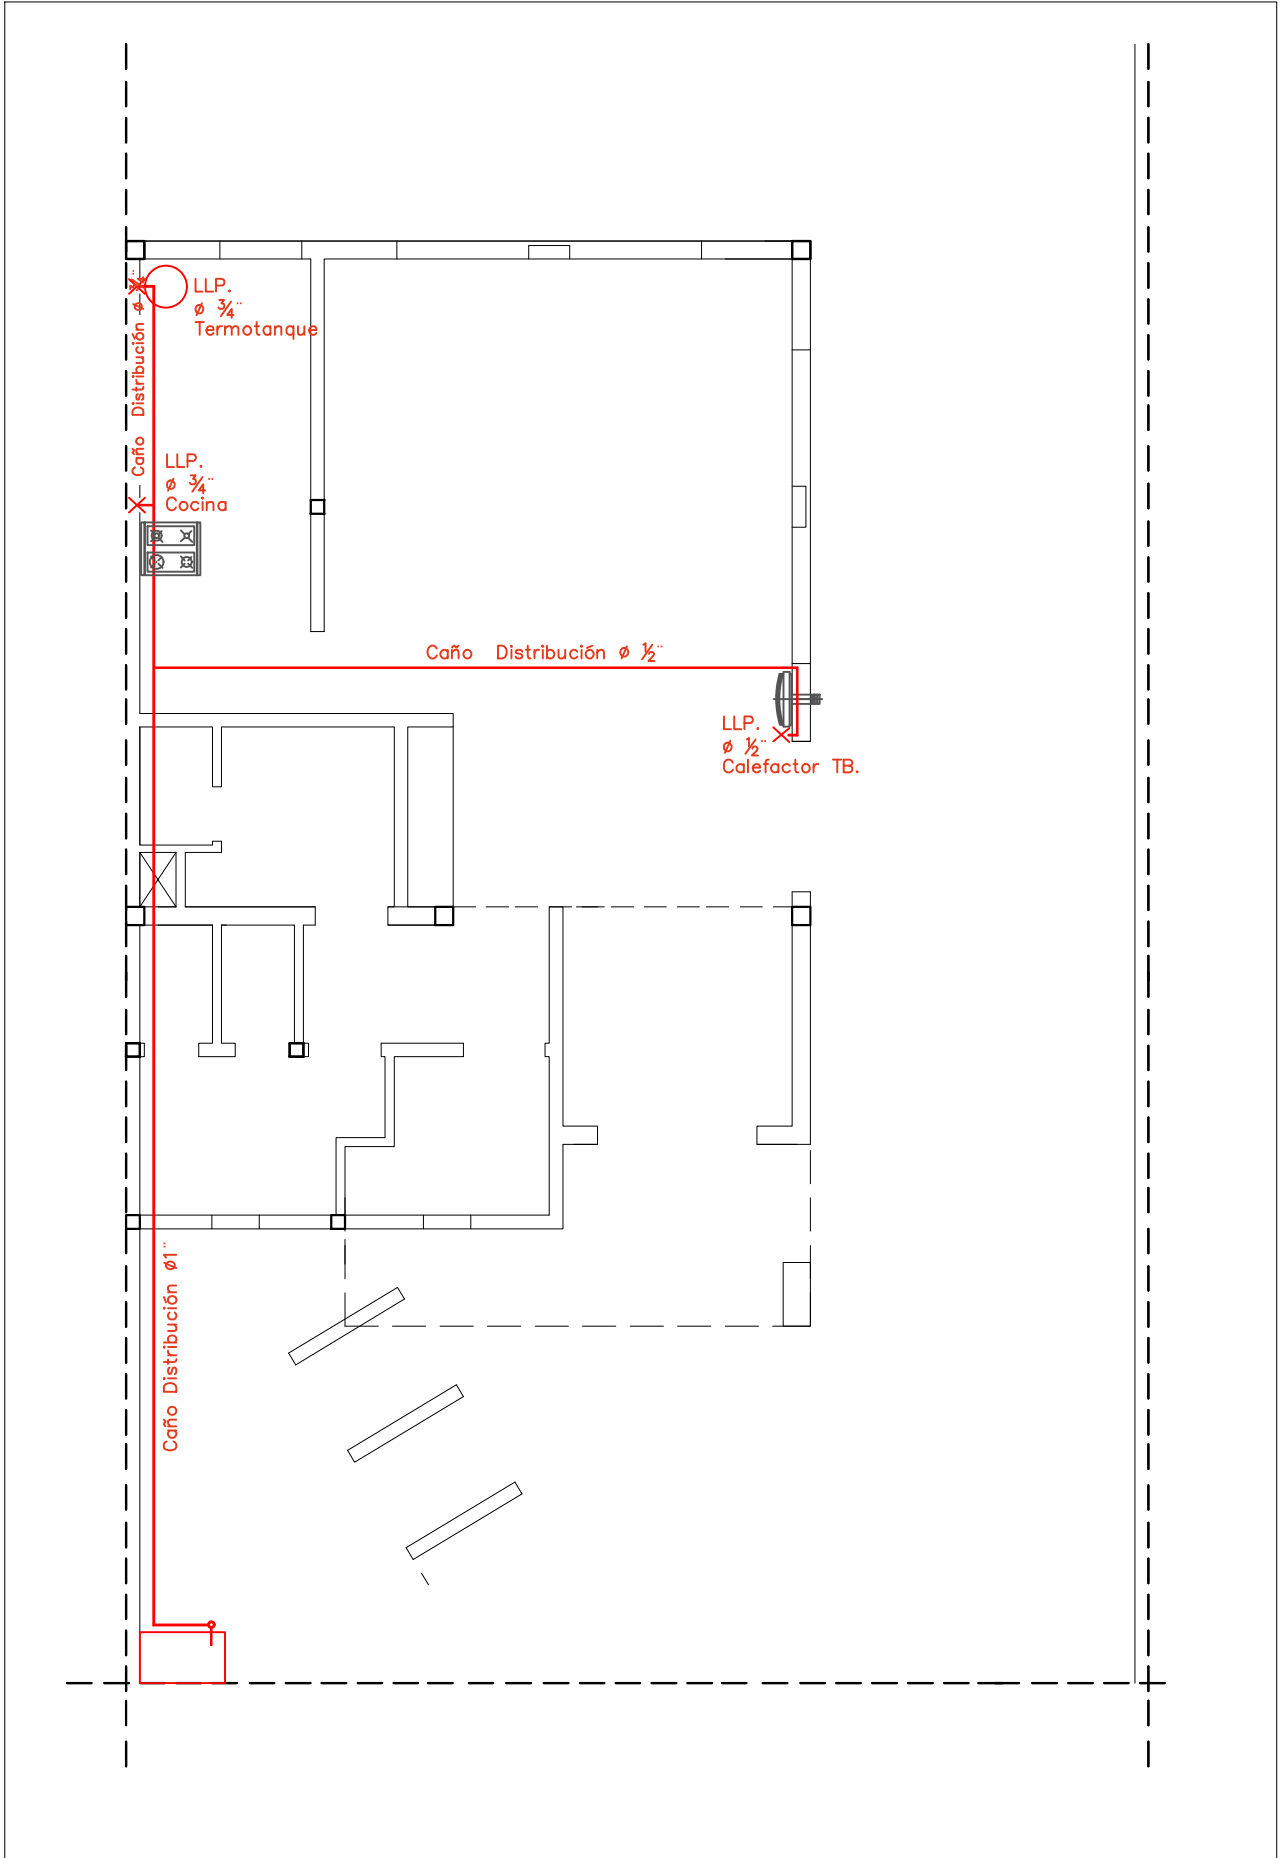 LLP.
ø ¾¨
Termotanque
Caño Distribución ø
LLP.
ø ¾¨
Cocina
Caño Distribución ø ½¨
LLP.
ø ½¨
Calefactor TB.
Caño Distribución ø1¨